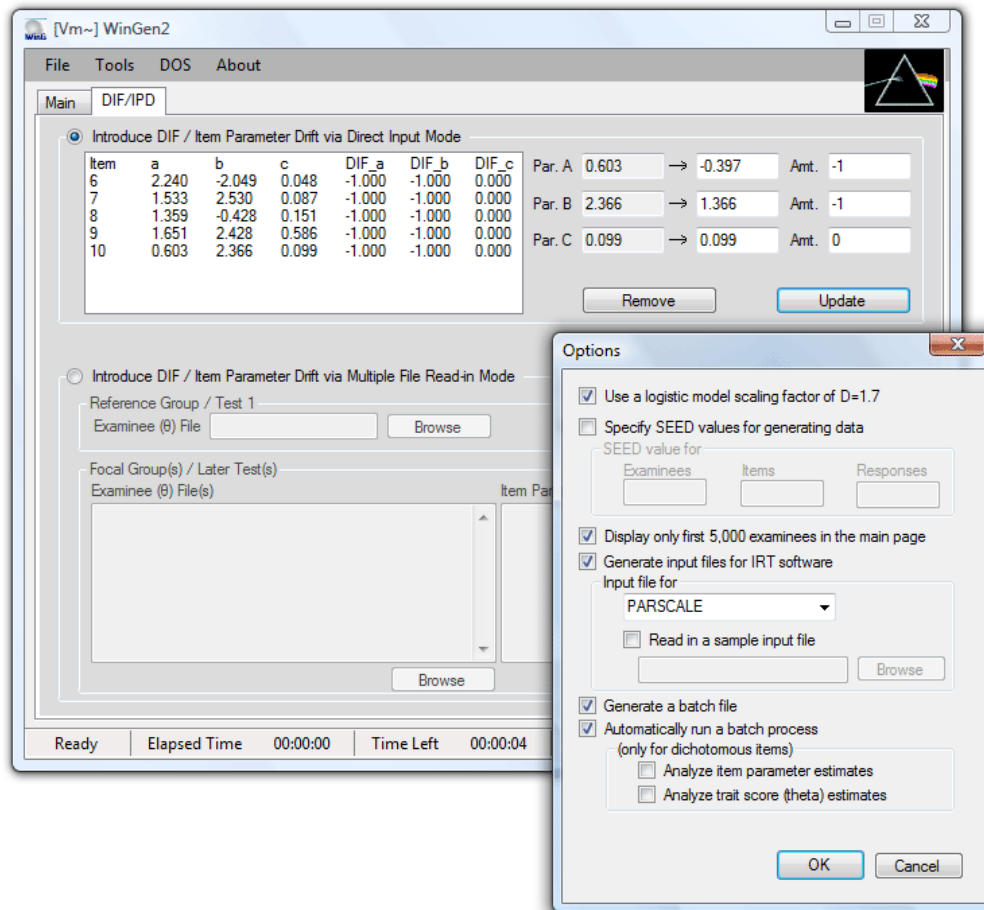 [Vm~] WinGen2
File Tools DOS About
Main DIF/IPD
Introduce DIF / Item Parameter Drift via Direct Input Mode
Item a b c DIF_a DIF_b DIF_c
6 2.240 -2.049 0.048 -1.000 -1.000 0.000
7 1.533 2.530 0.087 -1.000 -1.000 0.000
8 1.359 -0.428 0.151 -1.000 -1.000 0.000
9 1.651 2.428 0.586 -1.000 -1.000 0.000
10 0.603 2.366 0.099 -1.000 -1.000 0.000
Par. A 0.603 → -0.397 Amt. -1
Par. B 2.366 → 1.366 Amt. -1
Par. C 0.099 → 0.099 Amt. 0
Remove Update
Introduce DIF / Item Parameter Drift via Multiple File Read-in Mode
Reference Group / Test 1
Examinee (θ) File Browse
Focal Group(s) / Later Test(s)
Examinee (θ) File(s) Item Par
Browse
Ready Elapsed Time 00:00:00 Time Left 00:00:04
Options
Use a logistic model scaling factor of D=1.7
Specify SEED values for generating data
SEED value for
Examinees Items Responses
Display only first 5,000 examinees in the main page
Generate input files for IRT software
Input file for
PARSCALE
Read in a sample input file
Browse
Generate a batch file
Automatically run a batch process
(only for dichotomous items)
Analyze item parameter estimates
Analyze trait score (theta) estimates
OK Cancel